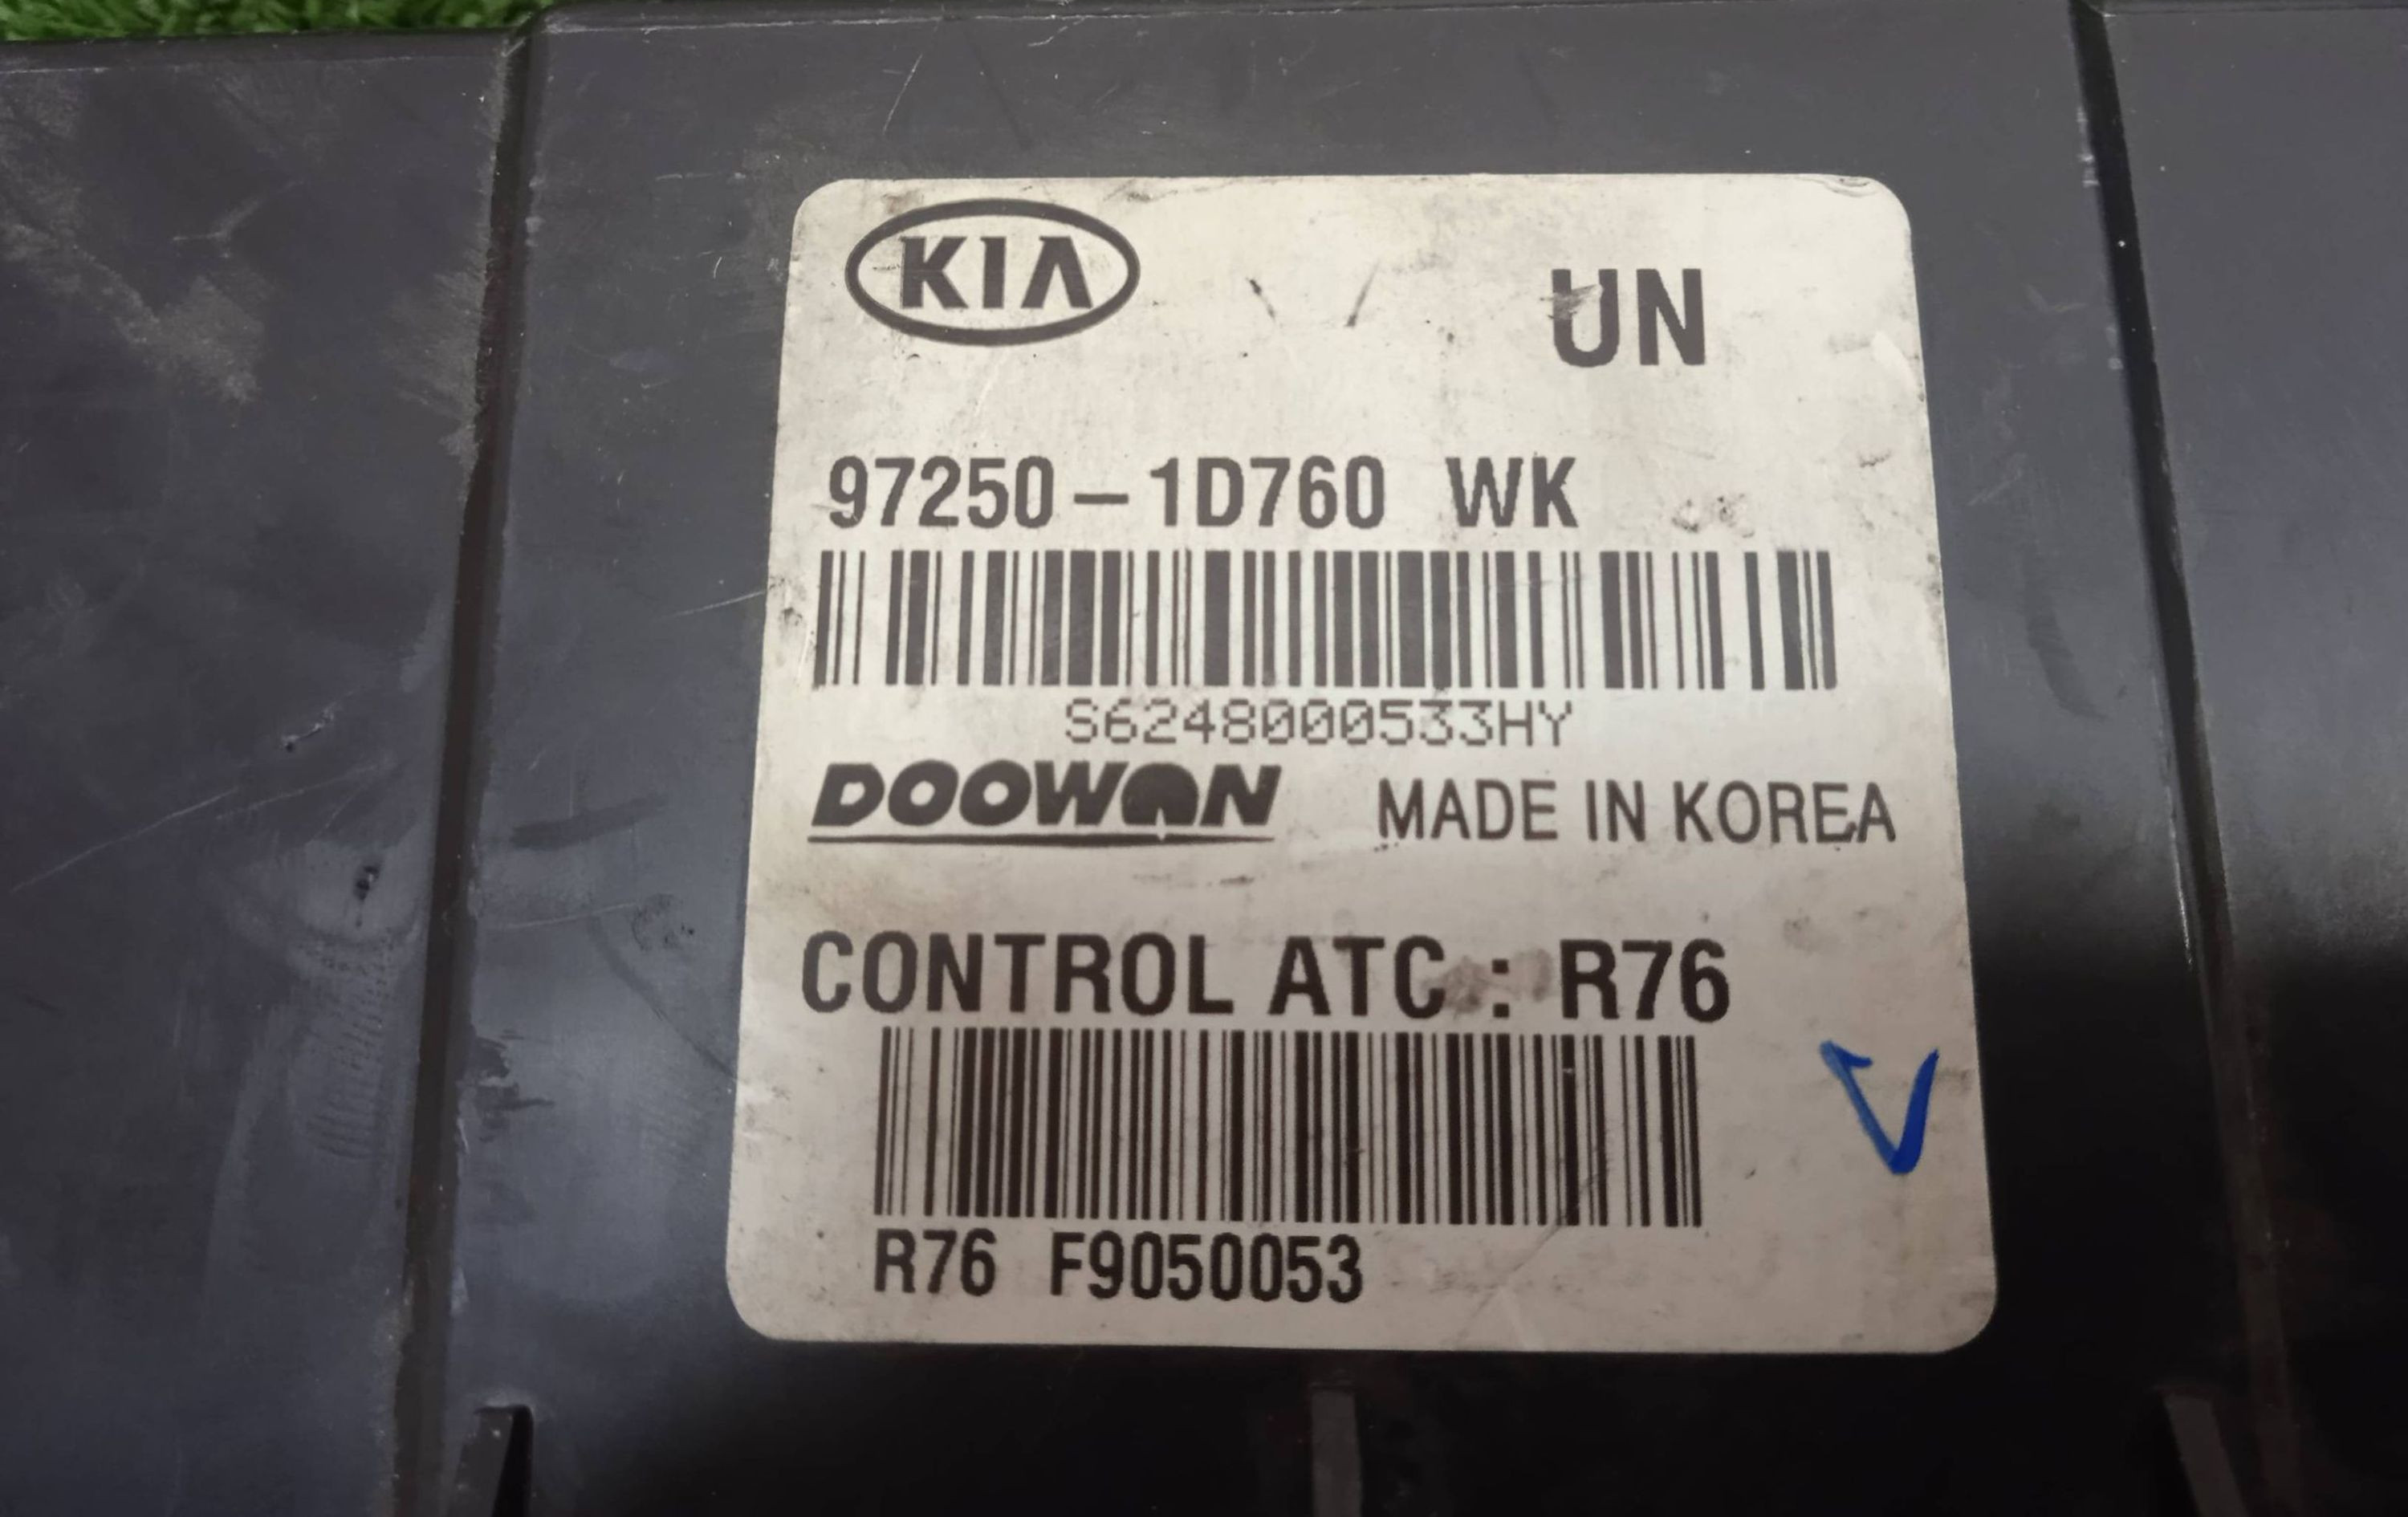 KIA
UN
97250-1D760 WK
S6248000533HY
DOOWON MADE IN KOREA
CONTROL ATC : R76
R76 F9050053